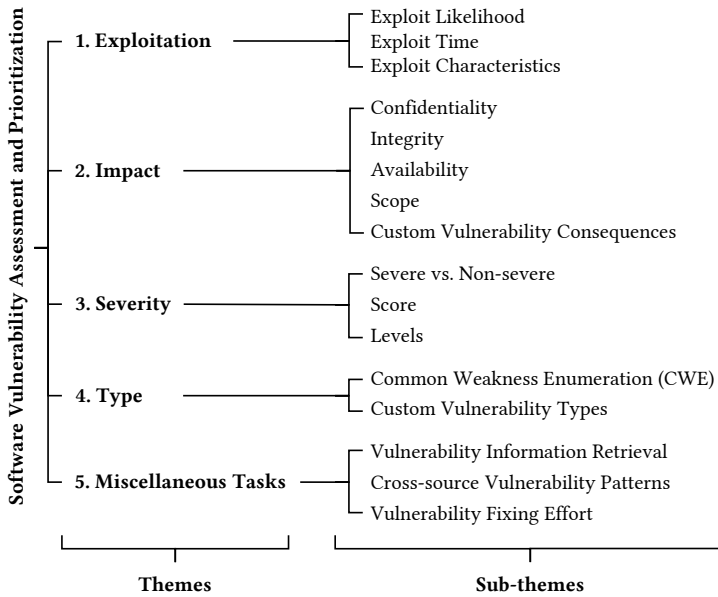 Software Vulnerability Assessment and Prioritization
1. Exploitation
Exploit Likelihood
Exploit Time
Exploit Characteristics
2. Impact
Confidentiality
Integrity
Availability
Scope
Custom Vulnerability Consequences
3. Severity
Severe vs. Non-severe
Score
Levels
4. Type
Common Weakness Enumeration (CWE)
Custom Vulnerability Types
5. Miscellaneous Tasks
Vulnerability Information Retrieval
Cross-source Vulnerability Patterns
Vulnerability Fixing Effort
Themes
Sub-themes